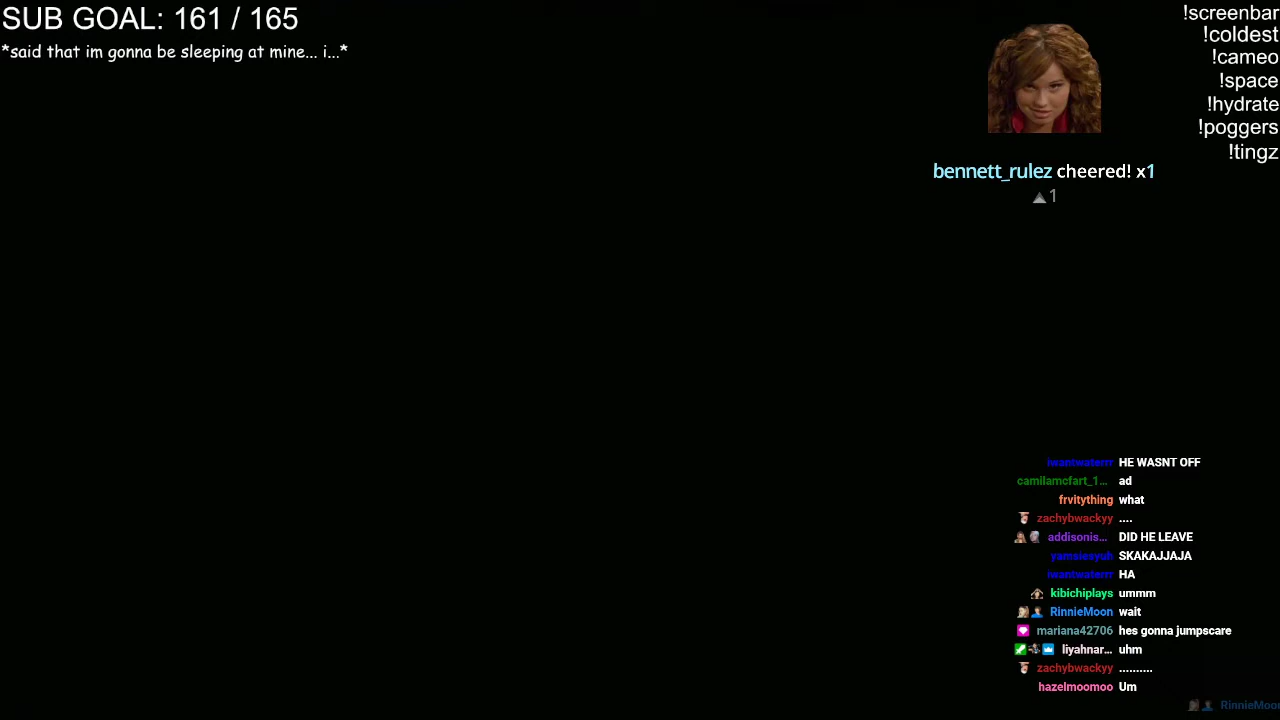 SUB GOAL: 161 / 165
*said that im gonna be sleeping at mine... i...*
!screenbar
!coldest
!cameo
!space
!hydrate
!poggers
!tingz
bennett_rulez cheered! x1
1
iwantwaterrr HE WASNT OFF
camilamcfart_1... ad
frvitything what
zachybwackyy ....
addisonis... DID HE LEAVE
yamsiesyuh SKAKAJJAJA
iwantwaterrr HA
kibichiplays ummm
RinnieMoon wait
mariana42706 hes gonna jumpscare
liyahnar... uhm
zachybwackyy ..........
hazelmoomoo Um
RinnieMoo